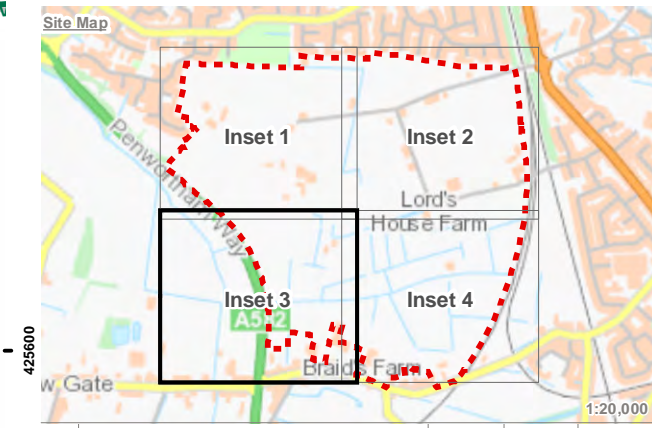 Site Map
Inset 1
Inset 2
Penwortham Way
Lord's
House Farm
Inset 3
Inset 4
A582
425600
Braid's Farm
w Gate
1:20,000